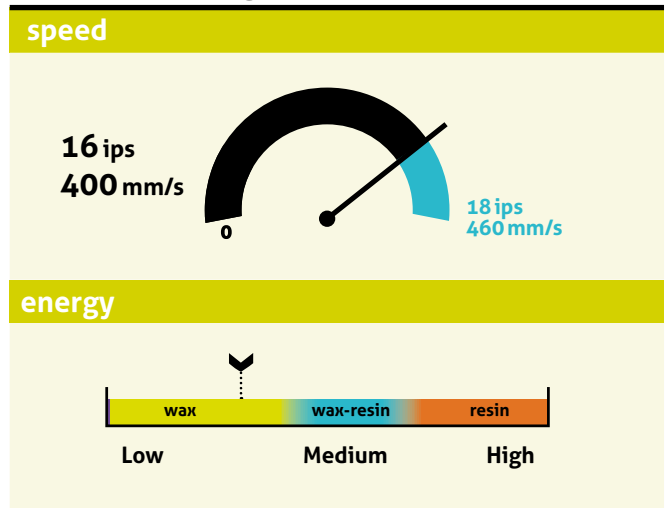 speed
16 ips
400 mm/s
0
18 ips
460 mm/s
energy
wax wax-resin resin
Low Medium High